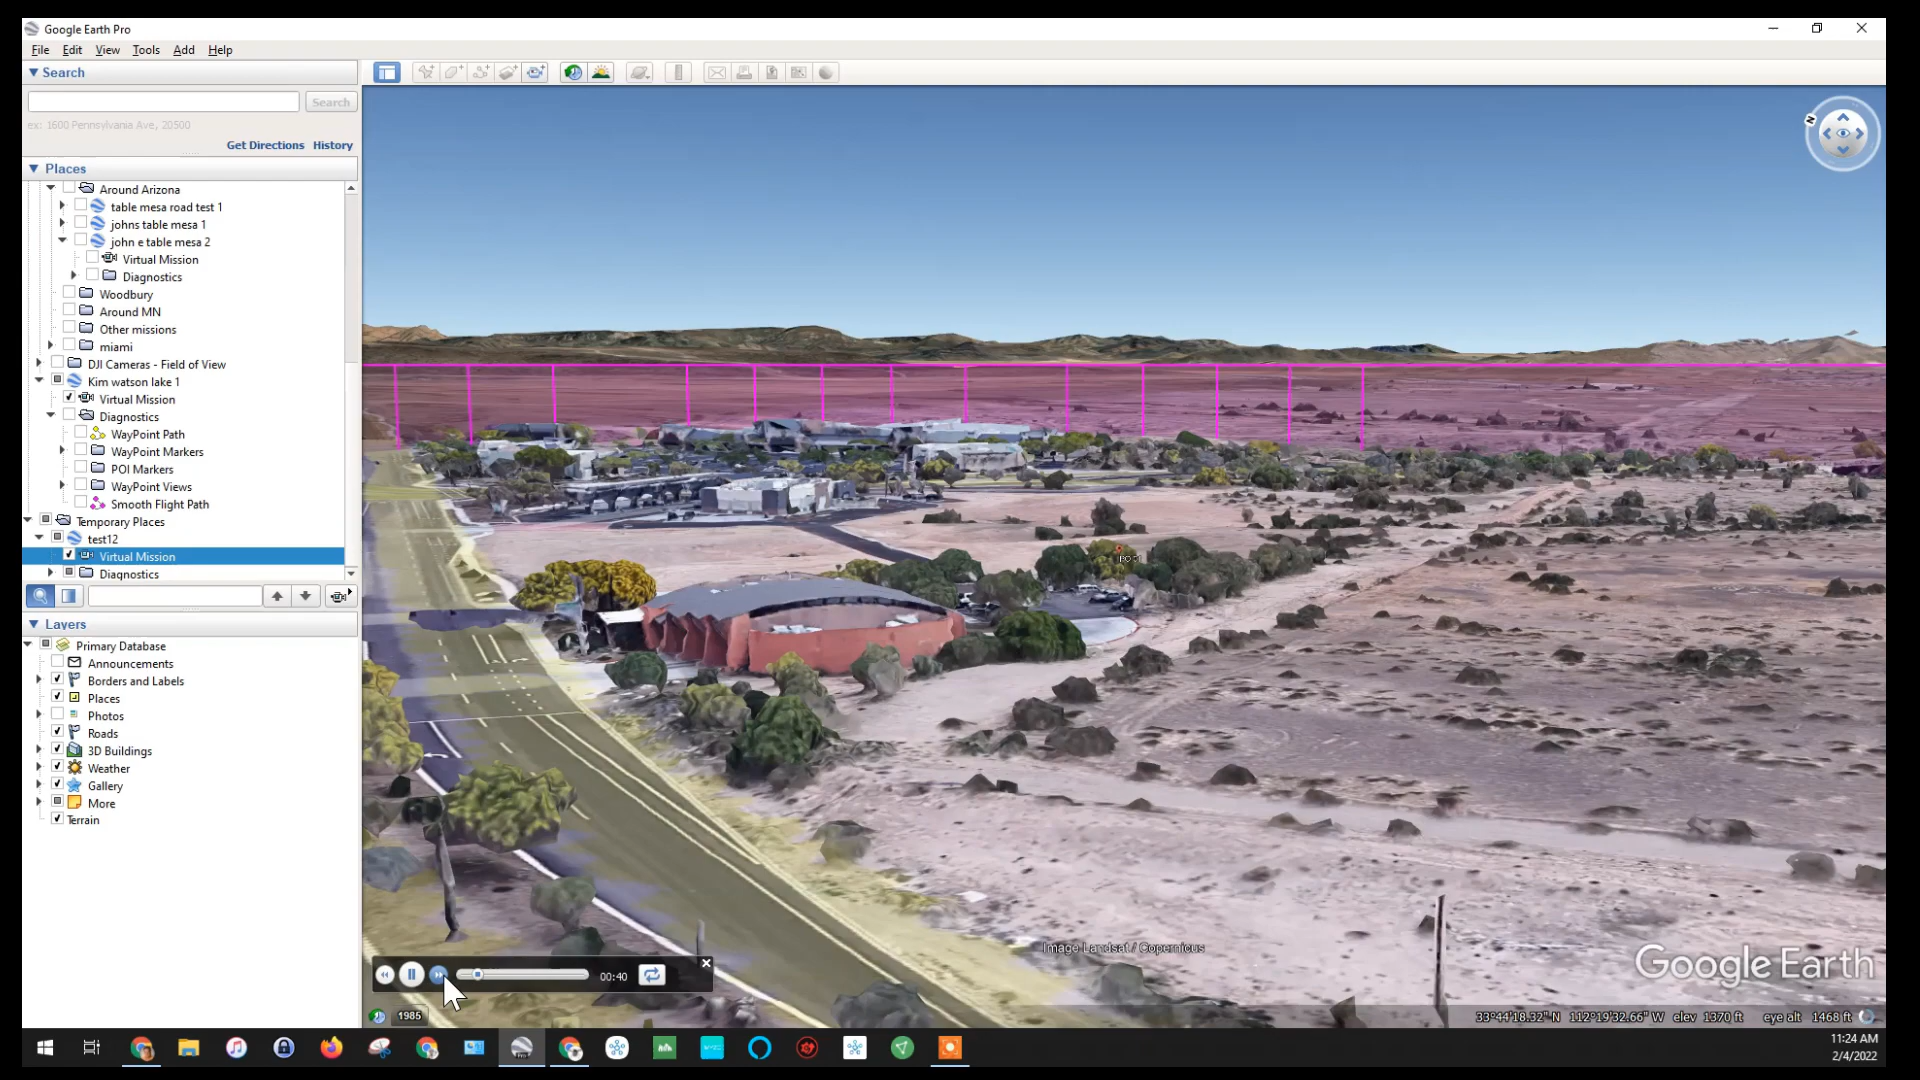 Google Earth Pro
File Edit View Tools Add Help
Search
Search
ex: 1600 Pennsylvania Ave, 20500
Get Directions History
Places
Around Arizona
table mesa road test 1
johns table mesa 1
john e table mesa 2
Virtual Mission
Diagnostics
Woodbury
Around MN
Other missions
miami
DJI Cameras - Field of View
Kim watson lake 1
Virtual Mission
Diagnostics
WayPoint Path
WayPoint Markers
POI Markers
WayPoint Views
Smooth Flight Path
Temporary Places
test12
Virtual Mission
Diagnostics
Layers
Primary Database
Announcements
Borders and Labels
Places
Photos
Roads
3D Buildings
Weather
Gallery
More
Terrain
N
Image Landsat / Copernicus
Google Earth
00:40
1985
33°44'18.32" N 112°19'32.66" W elev 1370 ft eye alt 1468 ft
11:24 AM
2/4/2022